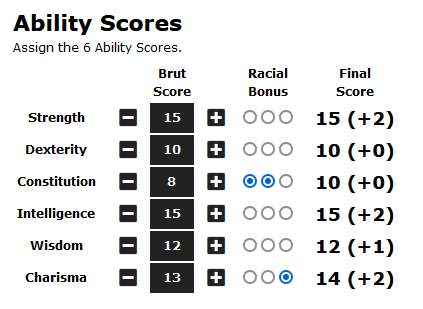 Ability Scores
Assign the 6 Ability Scores.
Brut Score Racial Bonus Final Score
Strength 15 15 (+2)
Dexterity 10 10 (+0)
Constitution 8 10 (+0)
Intelligence 15 15 (+2)
Wisdom 12 12 (+1)
Charisma 13 14 (+2)